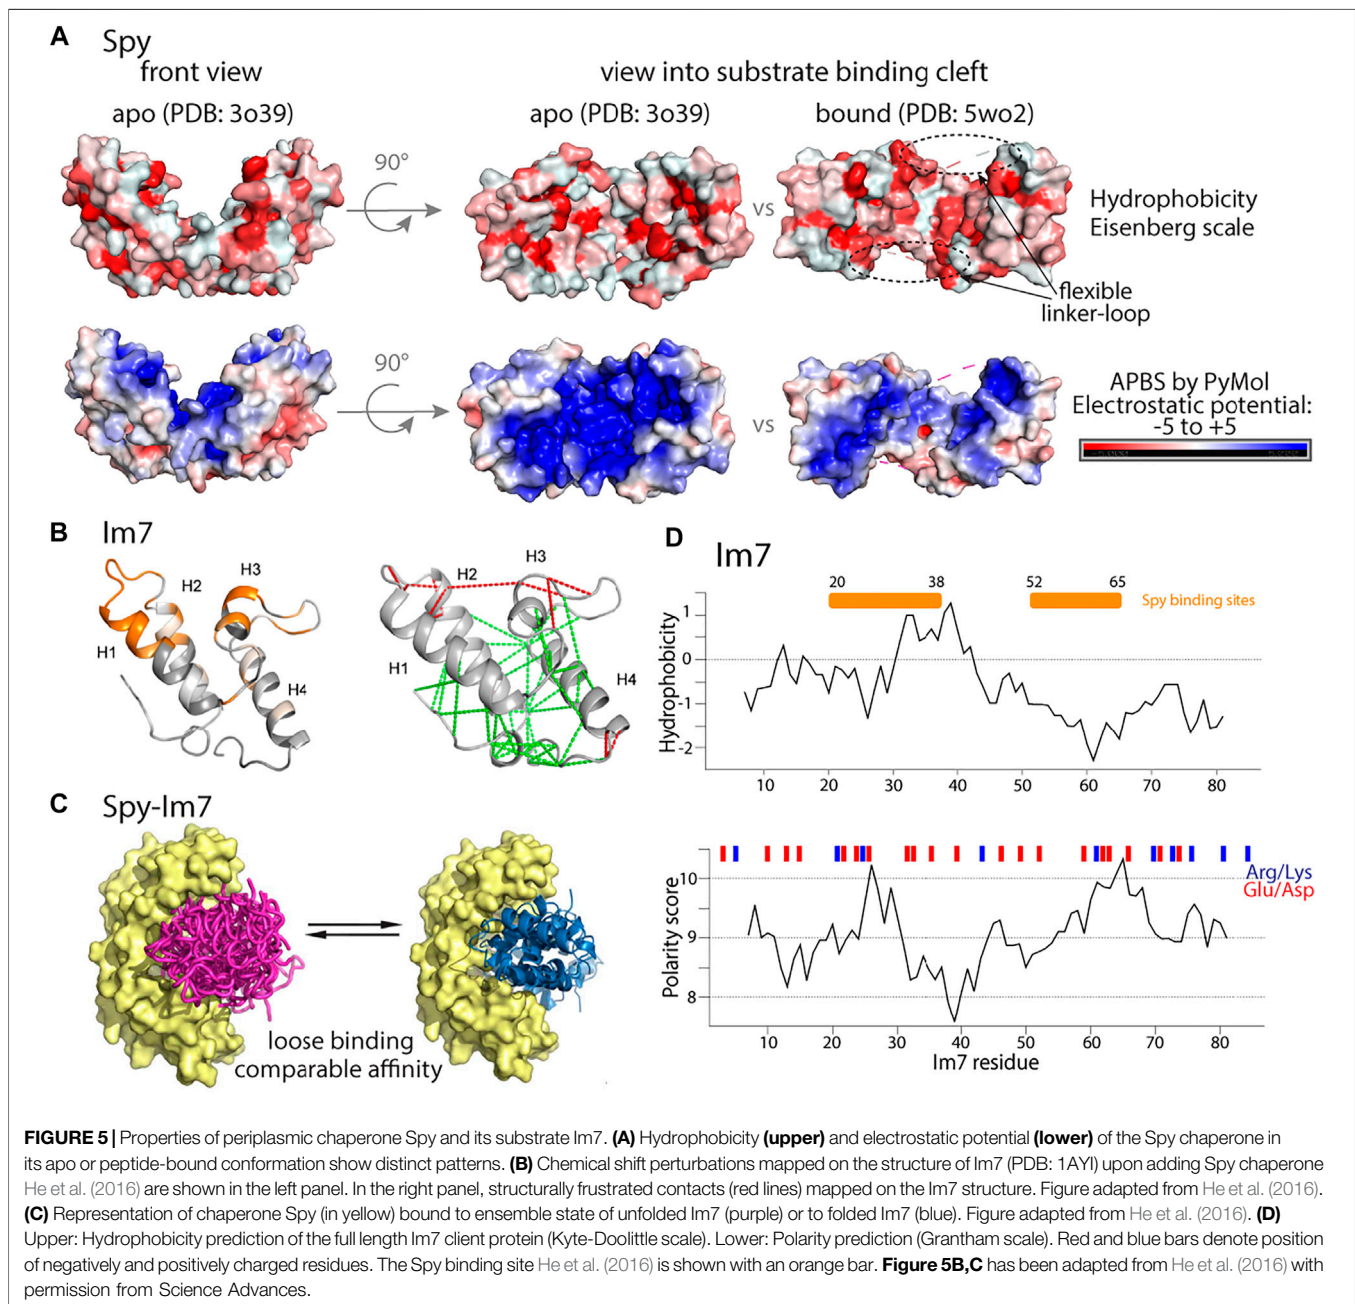 A
Spy
front view
view into substrate binding cleft
apo (PDB: 3o39)
apo (PDB: 3o39)
bound (PDB: 5wo2)
90°
vs
Hydrophobicity
Eisenberg scale
flexible
linker-loop
90°
vs
APBS by PyMol
Electrostatic potential:
-5 to +5
B
Im7
H2
H3
H1
H4
H3
H2
H1
H4
C
Spy-Im7
loose binding
comparable affinity
D
Im7
20
38
52
65
Spy binding sites
Hydrophobicity
1
0
-1
-2
10
20
30
40
50
60
70
80
Arg/Lys
Glu/Asp
Polarity score
10
9
8
10
20
30
40
50
60
70
80
Im7 residue
FIGURE 5 | Properties of periplasmic chaperone Spy and its substrate Im7. (A) Hydrophobicity (upper) and electrostatic potential (lower) of the Spy chaperone in
its apo or peptide-bound conformation show distinct patterns. (B) Chemical shift perturbations mapped on the structure of Im7 (PDB: 1AYI) upon adding Spy chaperone
He et al. (2016) are shown in the left panel. In the right panel, structurally frustrated contacts (red lines) mapped on the Im7 structure. Figure adapted from He et al. (2016).
(C) Representation of chaperone Spy (in yellow) bound to ensemble state of unfolded Im7 (purple) or to folded Im7 (blue). Figure adapted from He et al. (2016). (D)
Upper: Hydrophobicity prediction of the full length Im7 client protein (Kyte-Doolittle scale). Lower: Polarity prediction (Grantham scale). Red and blue bars denote position
of negatively and positively charged residues. The Spy binding site He et al. (2016) is shown with an orange bar. Figure 5B,C has been adapted from He et al. (2016) with
permission from Science Advances.